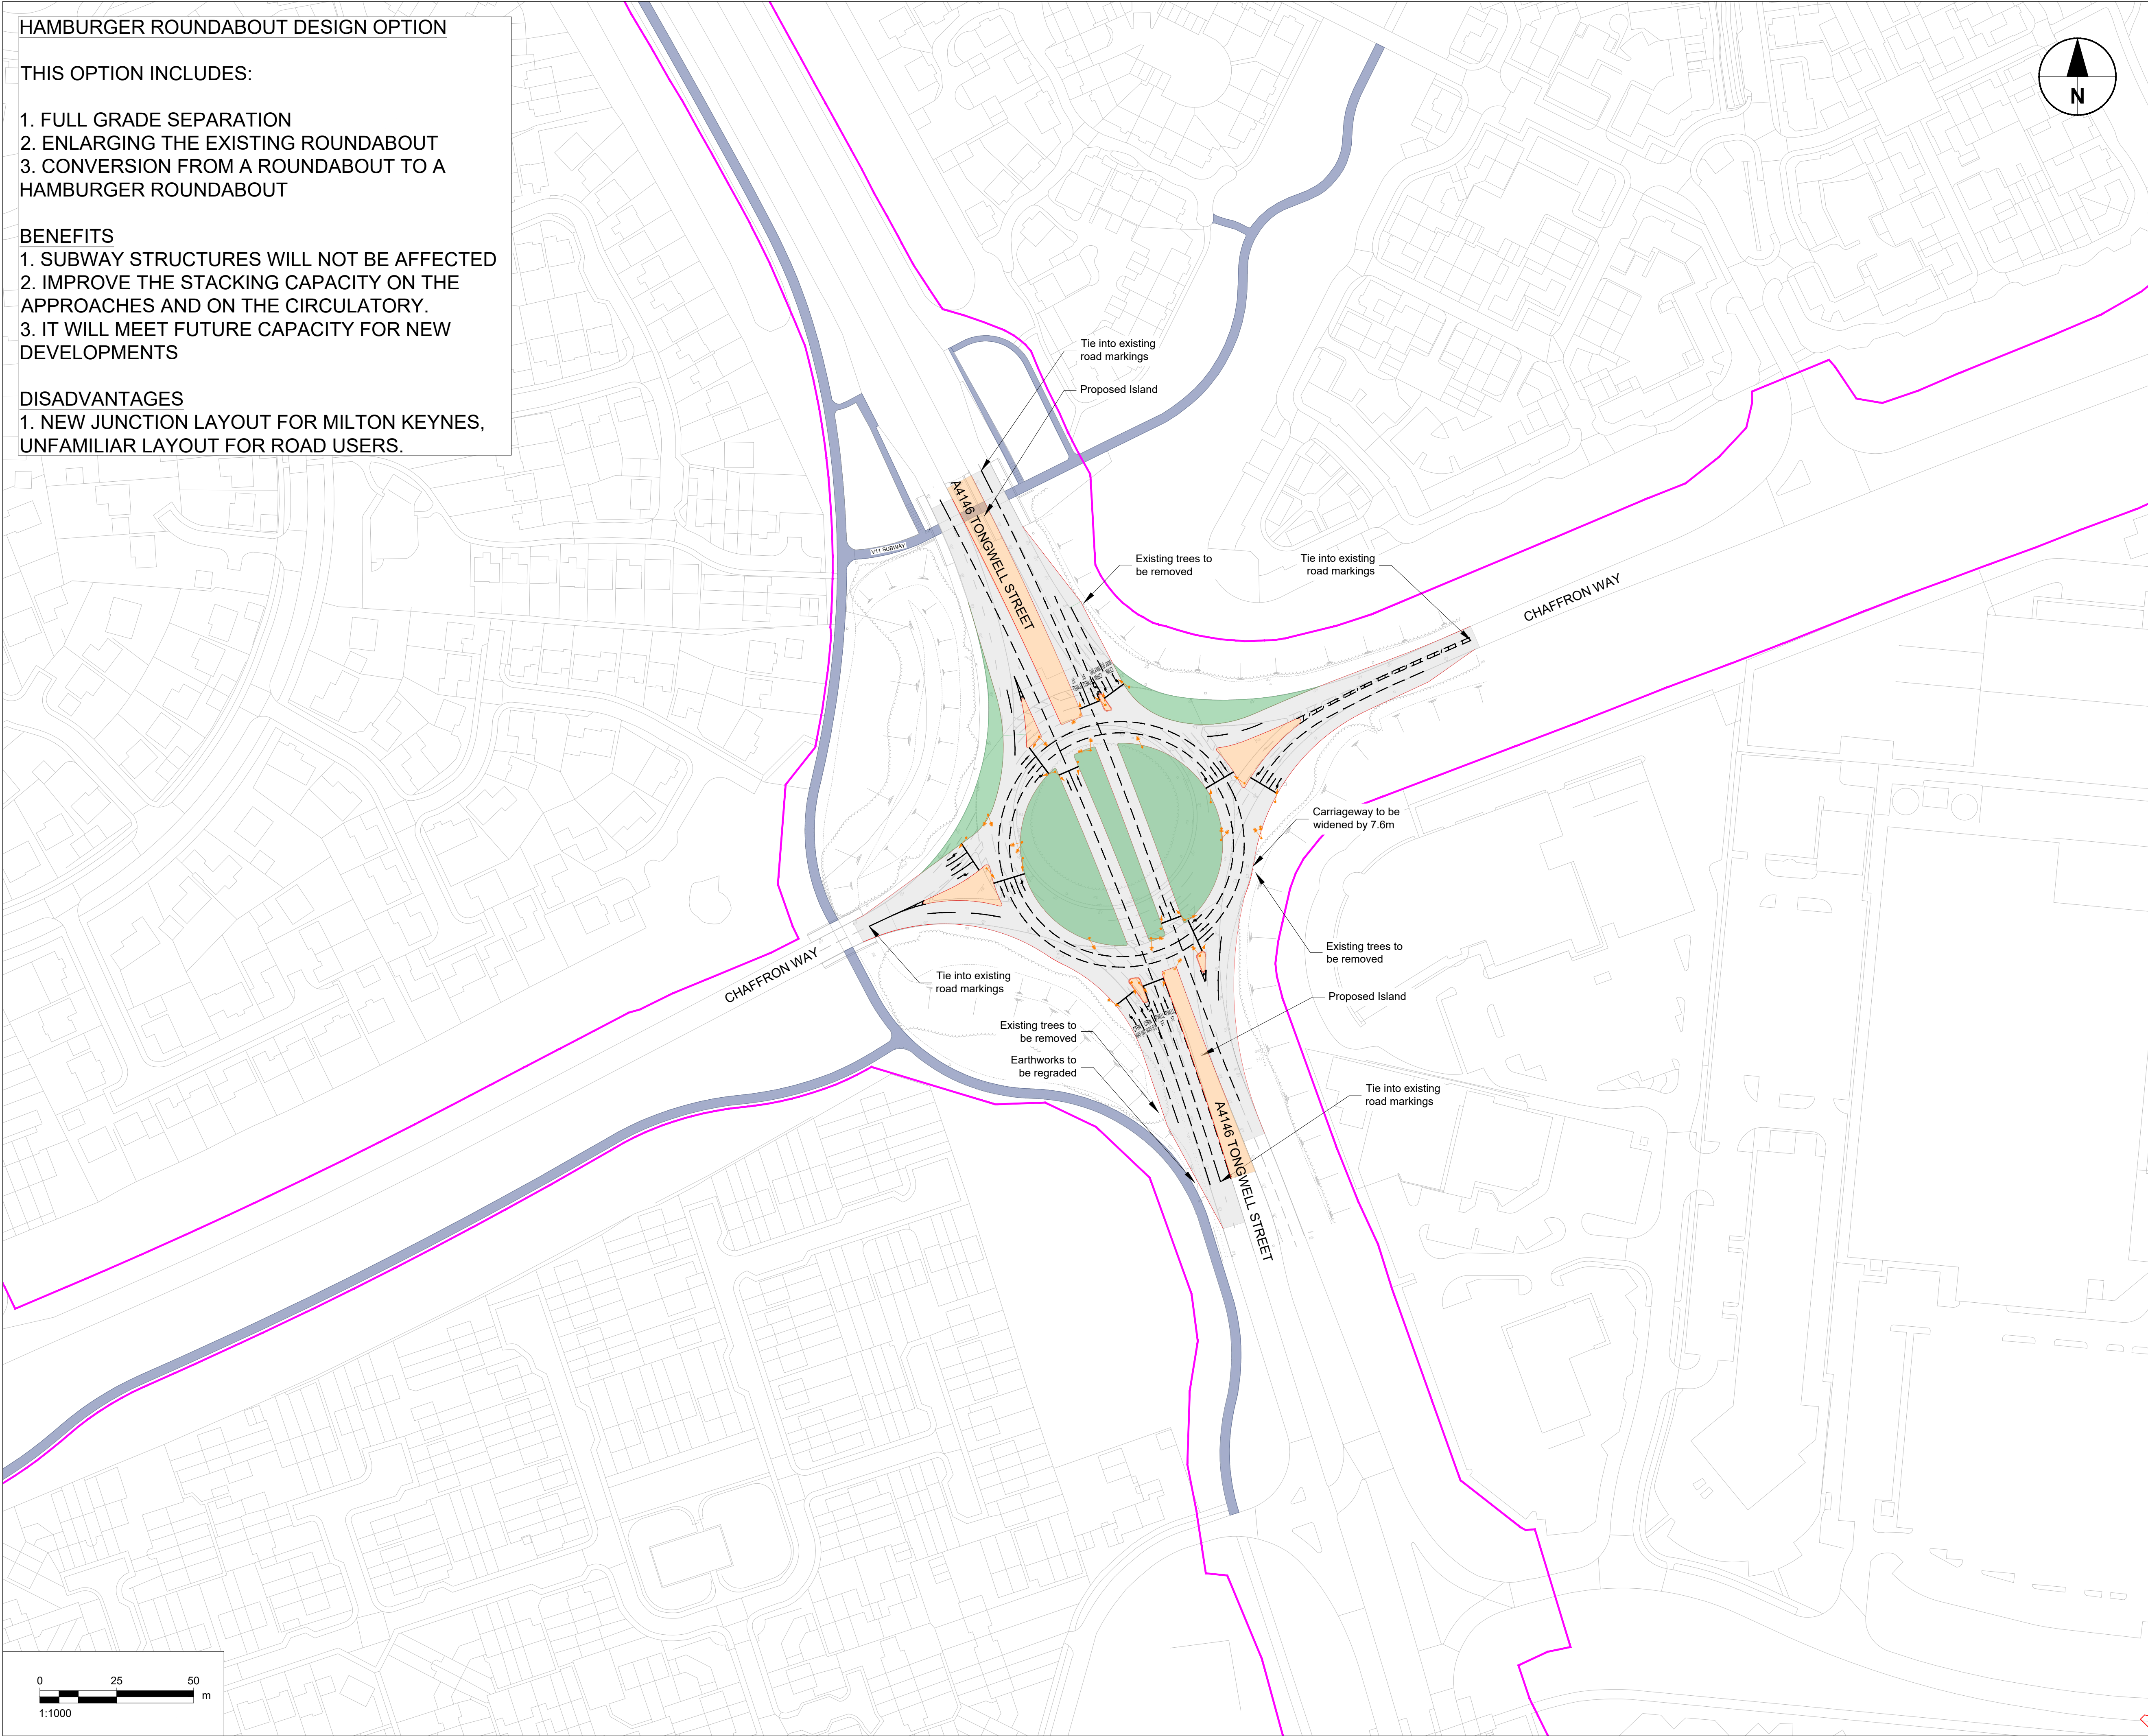 HAMBURGER ROUNDABOUT DESIGN OPTION
THIS OPTION INCLUDES:
1. FULL GRADE SEPARATION
2. ENLARGING THE EXISTING ROUNDABOUT
3. CONVERSION FROM A ROUNDABOUT TO A
HAMBURGER ROUNDABOUT
BENEFITS
1. SUBWAY STRUCTURES WILL NOT BE AFFECTED
2. IMPROVE THE STACKING CAPACITY ON THE
APPROACHES AND ON THE CIRCULATORY.
3. IT WILL MEET FUTURE CAPACITY FOR NEW
DEVELOPMENTS
DISADVANTAGES
1. NEW JUNCTION LAYOUT FOR MILTON KEYNES,
UNFAMILIAR LAYOUT FOR ROAD USERS.
N
Tie into existing
road markings
Proposed Island
A4146 TONGWELL STREET
V11 SUBWAY
Existing trees to
be removed
Tie into existing
road markings
CHAFFRON WAY
Carriageway to be
widened by 7.6m
Existing trees to
be removed
CHAFFRON WAY
Tie into existing
road markings
Proposed Island
Existing trees to
be removed
Earthworks to
be regraded
Tie into existing
road markings
A4146 TONGWELL STREET
0 25 50
m
1:1000